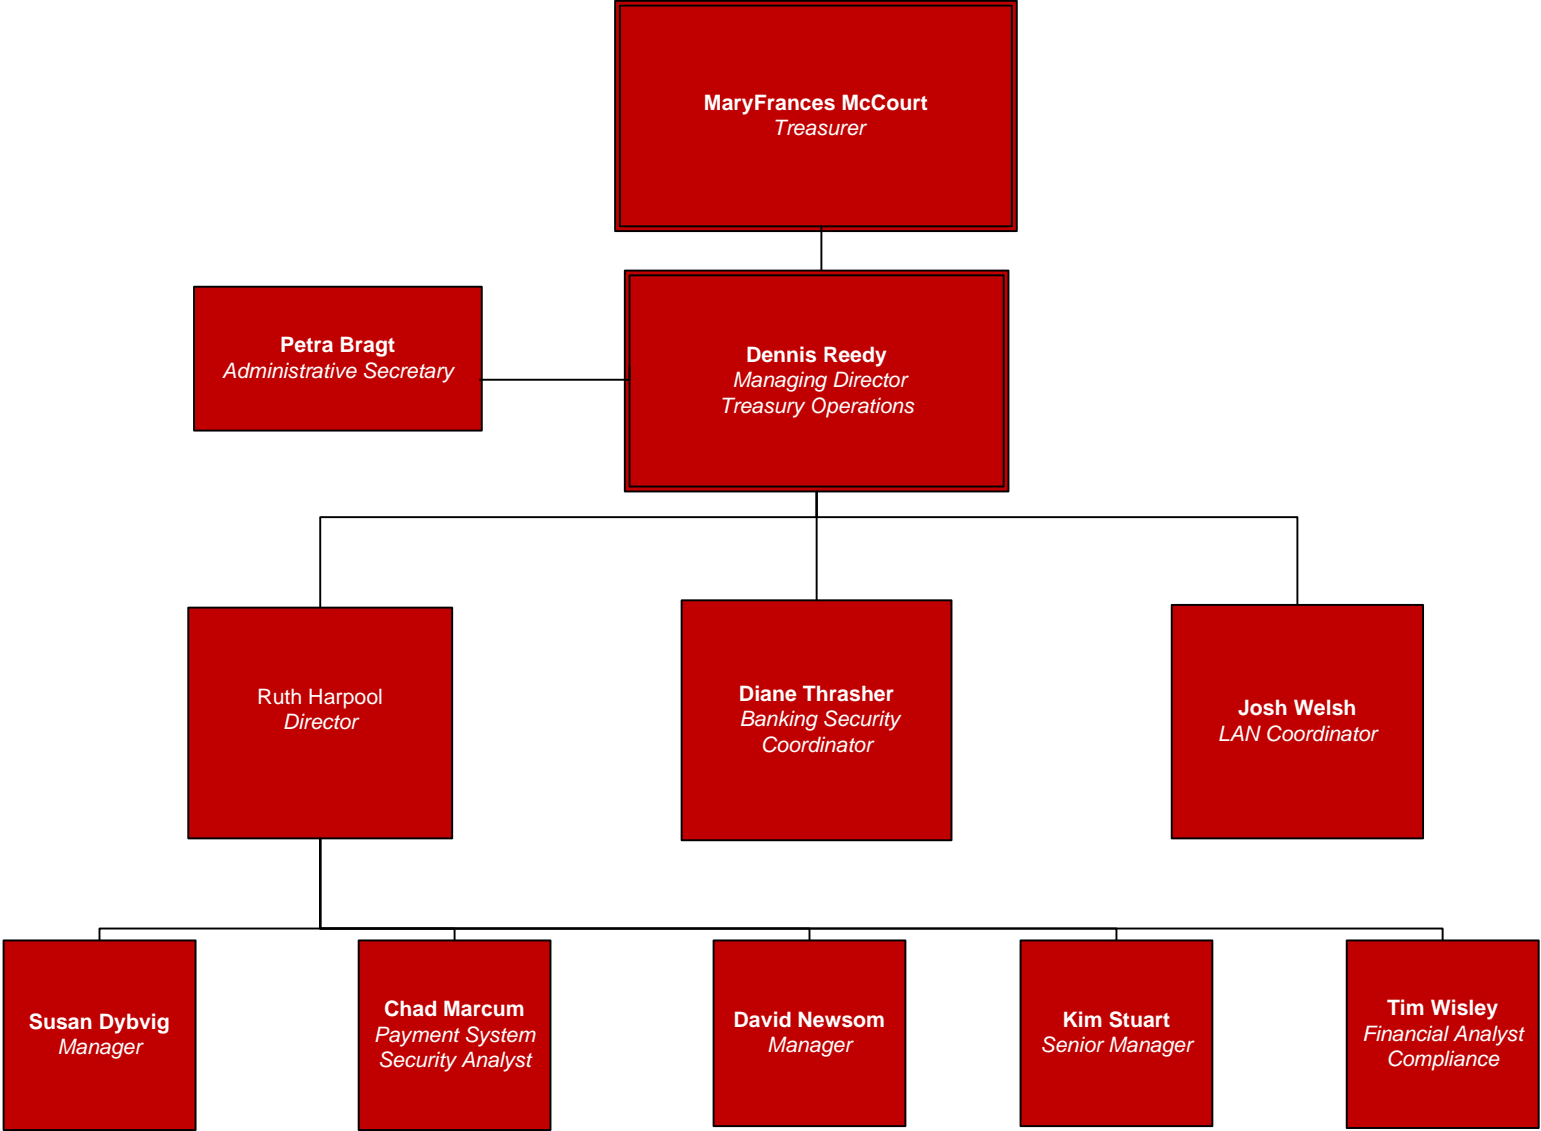 MaryFrances McCourt
Treasurer
Petra Bragt
Administrative Secretary
Dennis Reedy
Managing Director
Treasury Operations
Ruth Harpool
Director
Diane Thrasher
Banking Security
Coordinator
Josh Welsh
LAN Coordinator
Susan Dybvig
Manager
Chad Marcum
Payment System
Security Analyst
David Newsom
Manager
Kim Stuart
Senior Manager
Tim Wisley
Financial Analyst
Compliance